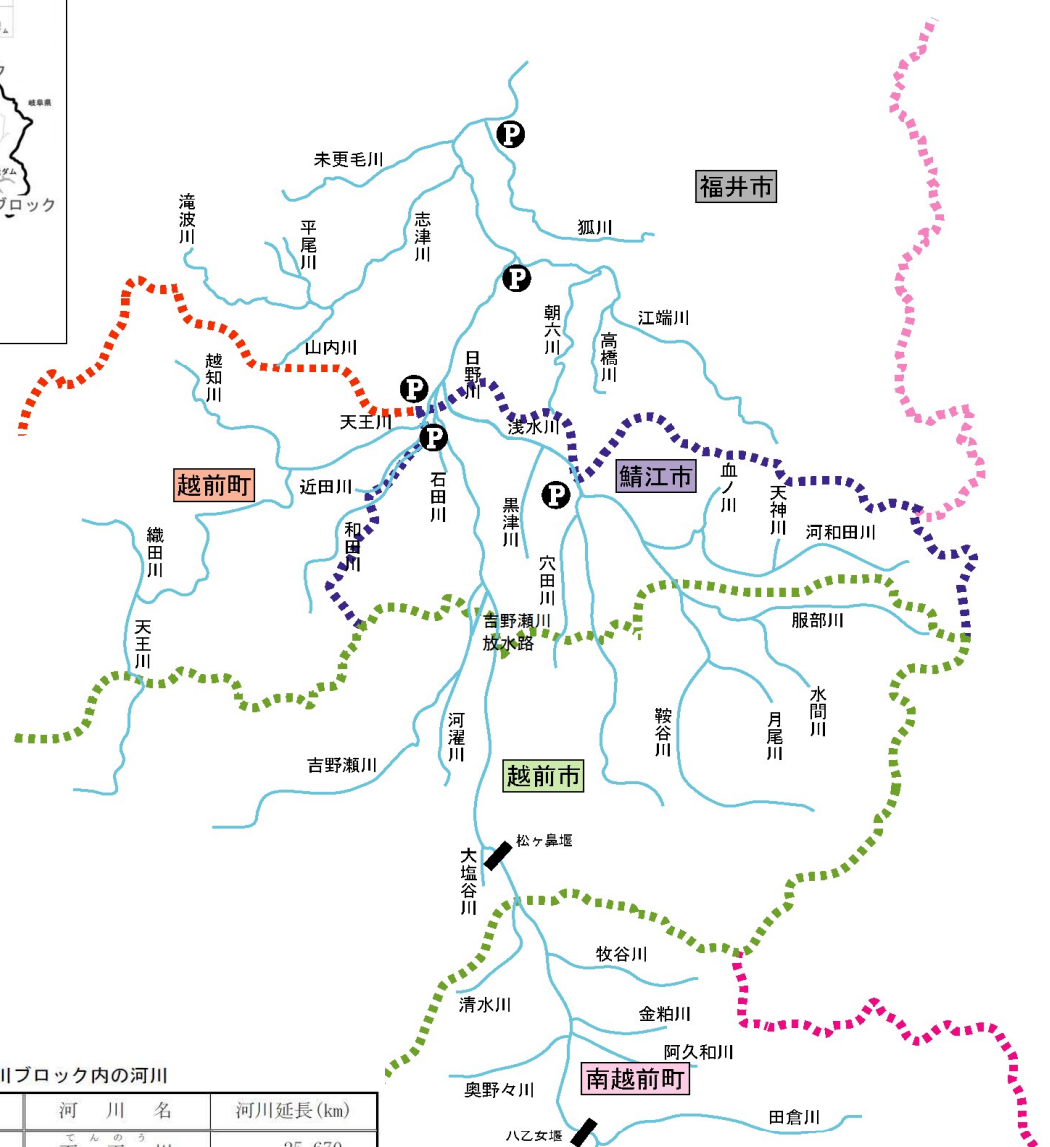 岐阜県
ブロック
未更毛川
福井市
滝波川
平尾川
志津川
狐川
朝六川
高橋川
江端川
山内川
越知川
日野川
天王川
浅水川
鯖江市
越前町
近田川
石田川
黒津川
血ノ川
天神川
河和田川
織田川
和田川
穴田川
天王川
吉野瀬川
放水路
服部川
河濯川
鞍谷川
月尾川
水間川
吉野瀬川
越前市
松ヶ鼻堰
大塩谷川
牧谷川
清水川
金粕川
阿久和川
南越前町
奥野々川
田倉川
八乙女堰
川ブロック内の河川
河川名
河川延長(km)
てんのう
P
P
P
P
P